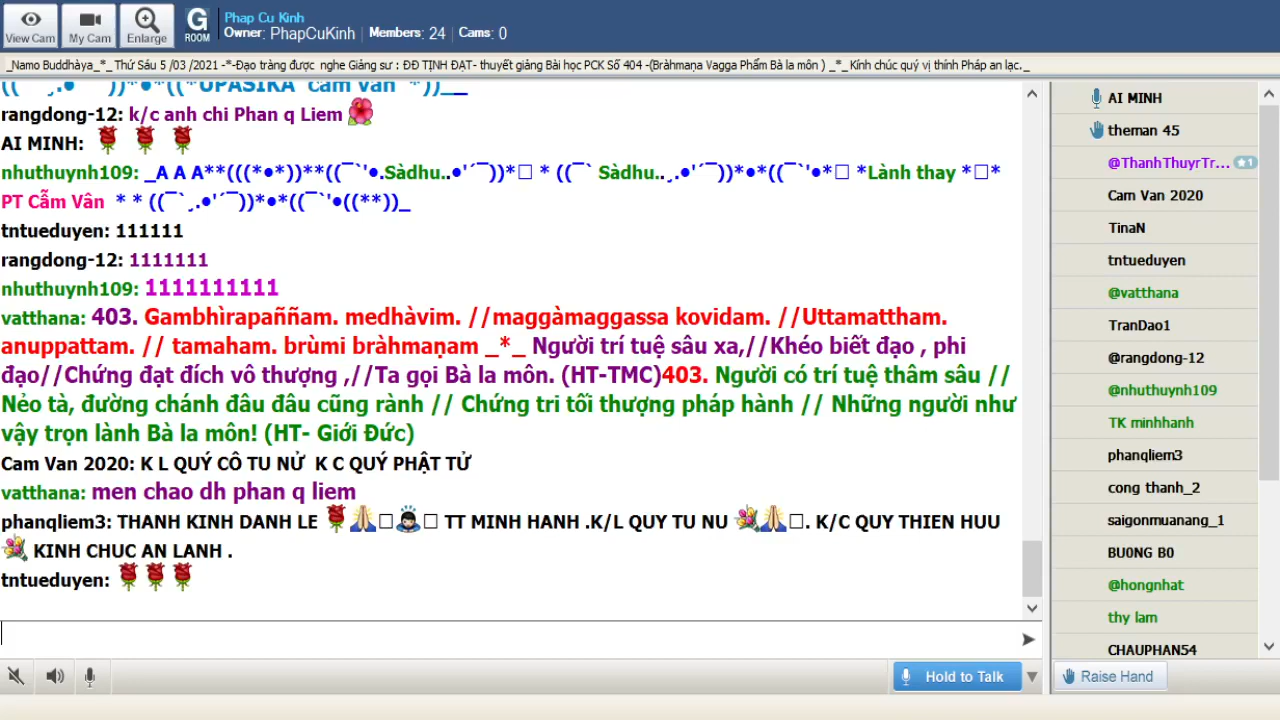 View Cam
My Cam
Enlarge
G
ROOM
Phap Cu Kinh
Owner: PhapCuKinh | Members: 24 | Cams: 0
_Namo Buddhàya_*_ Thứ Sáu 5 /03 /2021 -*-Đạo tràng được nghe Giảng sư : ĐĐ TỊNH ĐẠT- thuyết giảng Bài học PCK Số 404 -(Bràhmaṇa Vagga Phẩm Bà la môn ) _*_ Kính chúc quý vị thính Pháp an lạc._
*UPASIKA cam van *))_
rangdong-12: k/c anh chi Phan q Liem
AI MINH:
nhuthuynh109: _A A A**(((*●*))**((¯`'●.Sàdhu..●'´¯))*□ * ((¯` Sàdhu..¸.●'´¯))*●*((¯`'●*□ *Lành thay *□*
PT Cẩm Vân * * ((¯`¸.●'´¯))*●*((¯`'●((**))_
tntueduyen: 111111
rangdong-12: 1111111
nhuthuynh109: 1111111111
vatthana: 403. Gambhìrapaññam. medhàvim. //maggàmaggassa kovidam. //Uttamattham.
anuppattam. // tamaham. brùmi bràhmaṇam _*_ Người trí tuệ sâu xa,//Khéo biết đạo , phi
đạo//Chứng đạt đích vô thượng ,//Ta gọi Bà la môn. (HT-TMC)403. Người có trí tuệ thâm sâu //
Nẻo tà, đường chánh đâu đâu cũng rành // Chứng tri tối thượng pháp hành // Những người như
vậy trọn lành Bà la môn! (HT- Giới Đức)
Cam Van 2020: K L QUÝ CÔ TU NỬ K C QUÝ PHẬT TỬ
vatthana: men chao dh phan q liem
phanqliem3: THANH KINH DANH LE □ □ TT MINH HANH .K/L QUY TU NU □. K/C QUY THIEN HUU
KINH CHUC AN LANH .
tntueduyen:
Hold to Talk
AI MINH
theman 45
@ThanhThuyrTr... ★1
Cam Van 2020
TinaN
tntueduyen
@vatthana
TranDao1
@rangdong-12
@nhuthuynh109
TK minhhanh
phanqliem3
cong thanh_2
saigonmuanang_1
BU0NG B0
@hongnhat
thy lam
CHAUPHAN54
Raise Hand